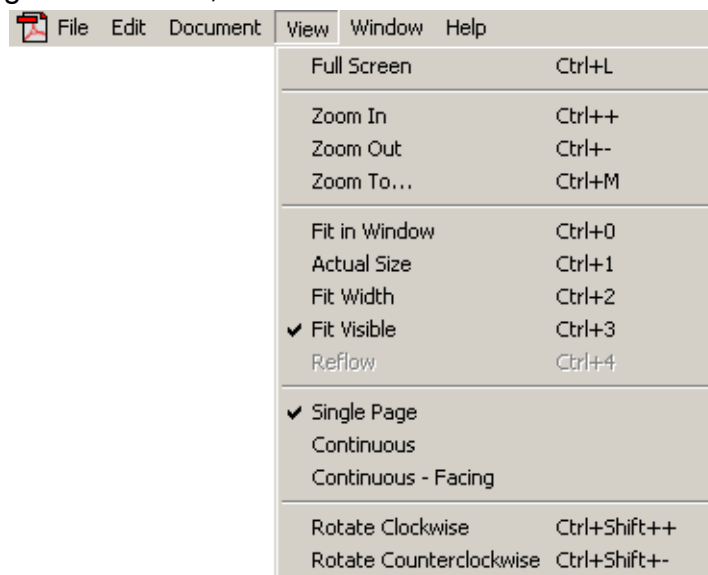 File Edit Document View Window Help
Full Screen Ctrl+L
Zoom In Ctrl++
Zoom Out Ctrl+-
Zoom To... Ctrl+M
Fit in Window Ctrl+0
Actual Size Ctrl+1
Fit Width Ctrl+2
Fit Visible Ctrl+3
Reflow Ctrl+4
Single Page
Continuous
Continuous - Facing
Rotate Clockwise Ctrl+Shift++
Rotate Counterclockwise Ctrl+Shift+-